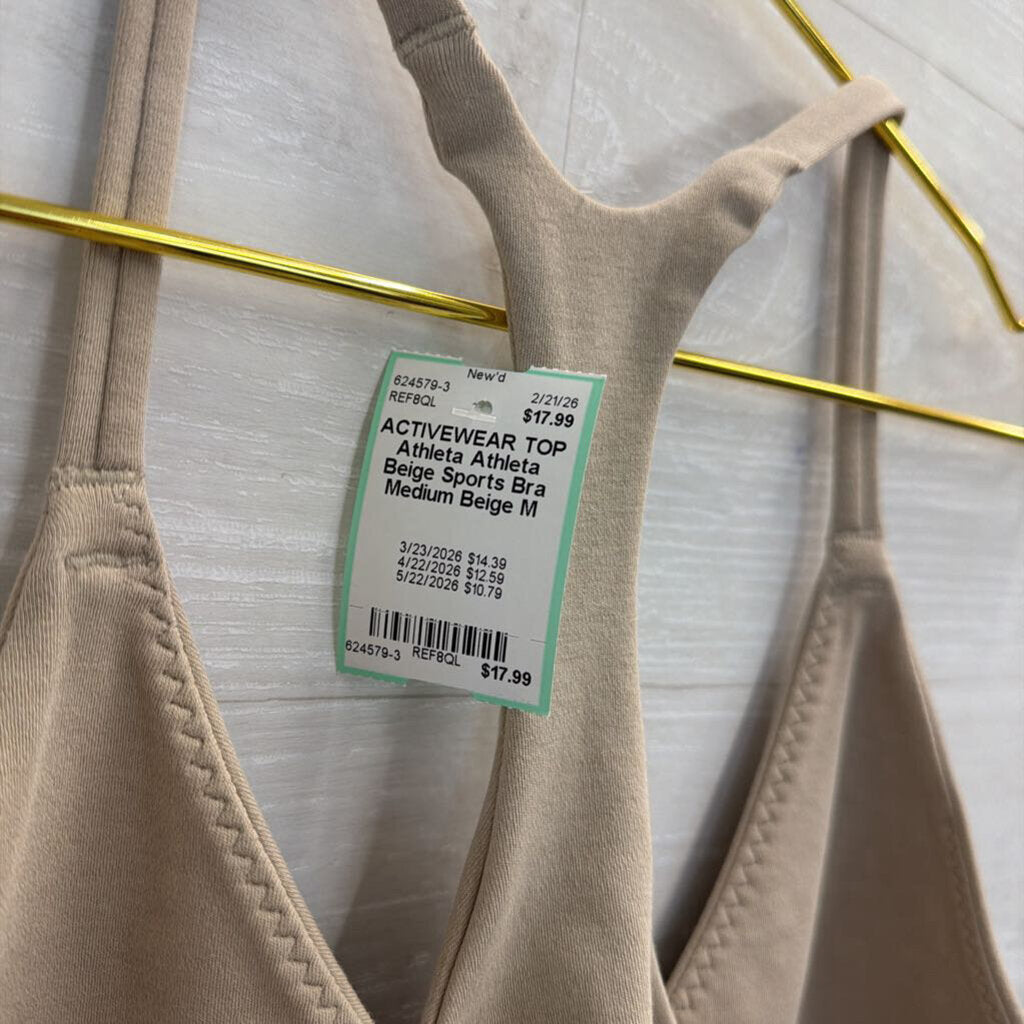 New'd
624579-3 2/21/26
REF8QL $17.99
ACTIVEWEAR TOP
Athleta Athleta
Beige Sports Bra
Medium Beige M
3/23/2026 $14.39
4/22/2026 $12.59
5/22/2026 $10.79
624579-3 REF8QL $17.99